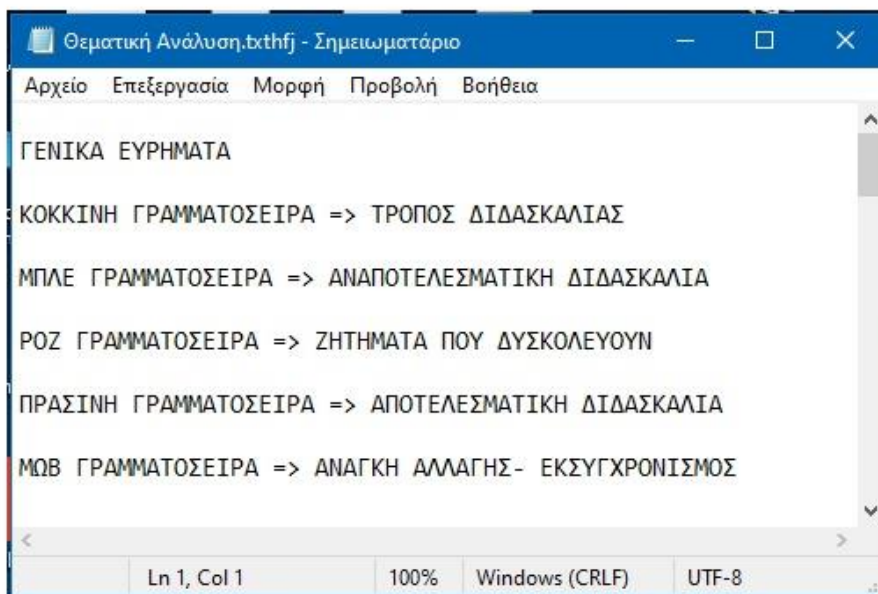 Θεματική Ανάλυση.txthfj - Σημειωματάριο
Αρχείο Επεξεργασία Μορφή Προβολή Βοήθεια
ΓΕΝΙΚΑ ΕΥΡΗΜΑΤΑ
ΚΟΚΚΙΝΗ ΓΡΑΜΜΑΤΟΣΕΙΡΑ => ΤΡΟΠΟΣ ΔΙΔΑΣΚΑΛΙΑΣ
ΜΠΛΕ ΓΡΑΜΜΑΤΟΣΕΙΡΑ => ΑΝΑΠΟΤΕΛΕΣΜΑΤΙΚΗ ΔΙΔΑΣΚΑΛΙΑ
ΡΟΖ ΓΡΑΜΜΑΤΟΣΕΙΡΑ => ΖΗΤΗΜΑΤΑ ΠΟΥ ΔΥΣΚΟΛΕΥΟΥΝ
ΠΡΑΣΙΝΗ ΓΡΑΜΜΑΤΟΣΕΙΡΑ => ΑΠΟΤΕΛΕΣΜΑΤΙΚΗ ΔΙΔΑΣΚΑΛΙΑ
ΜΩΒ ΓΡΑΜΜΑΤΟΣΕΙΡΑ => ΑΝΑΓΚΗ ΑΛΛΑΓΗΣ- ΕΚΣΥΓΧΡΟΝΙΣΜΟΣ
Ln 1, Col 1 100% Windows (CRLF) UTF-8